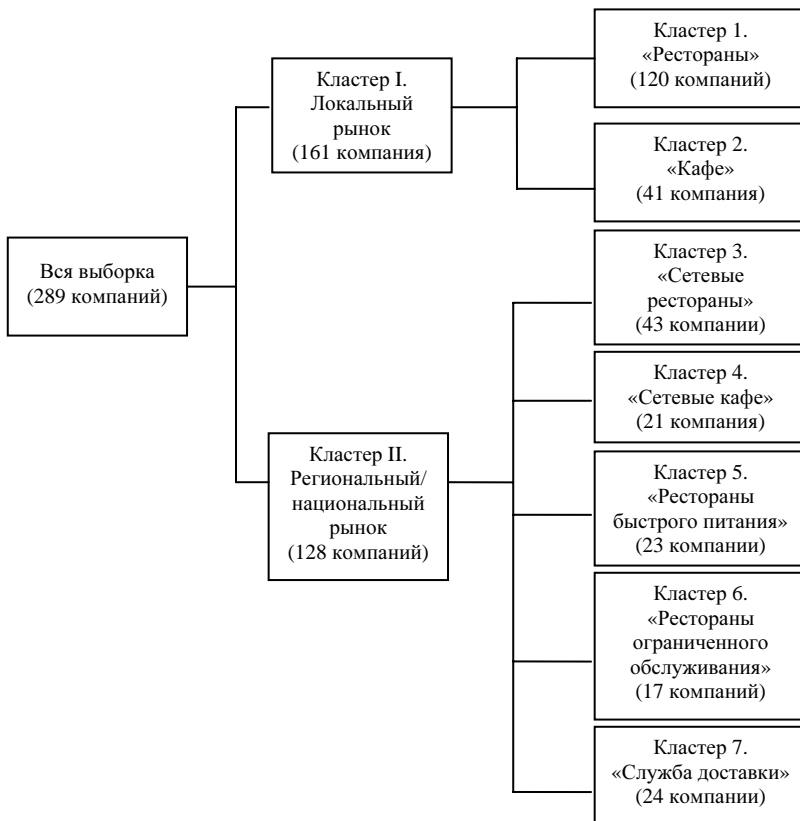 Вся выборка
(289 компаний)
Кластер I.
Локальный
рынок
(161 компания)
Кластер 1.
«Рестораны»
(120 компаний)
Кластер 2.
«Кафе»
(41 компания)
Кластер II.
Региональный/
национальный
рынок
(128 компаний)
Кластер 3.
«Сетевые
рестораны»
(43 компании)
Кластер 4.
«Сетевые кафе»
(21 компания)
Кластер 5.
«Рестораны
быстрого питания»
(23 компании)
Кластер 6.
«Рестораны
ограниченного
обслуживания»
(17 компаний)
Кластер 7.
«Служба доставки»
(24 компании)